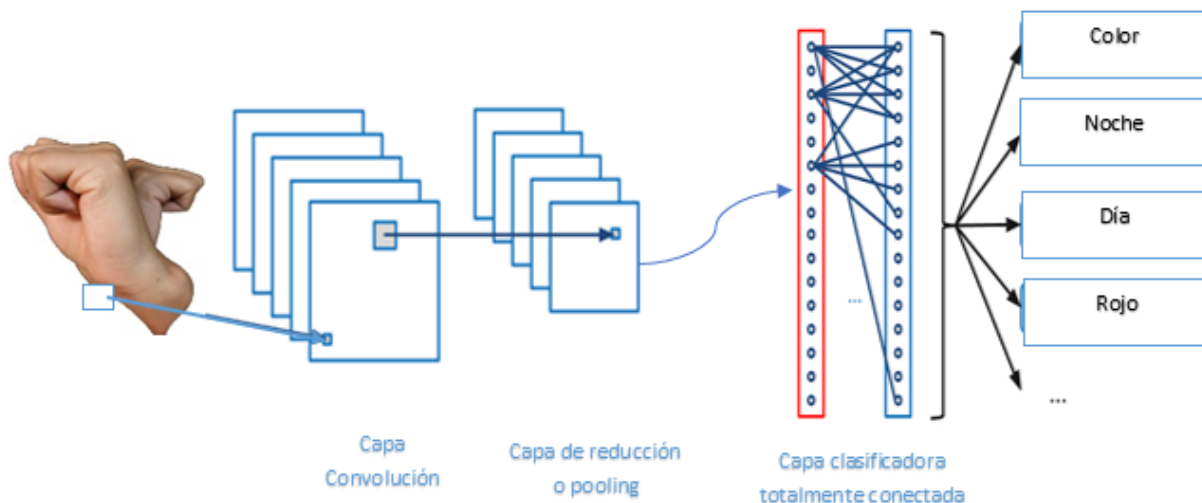 Color
Noche
Día
Rojo
...
...
Capa
Convolución
Capa de reducción
o pooling
Capa clasificadora
totalmente conectada